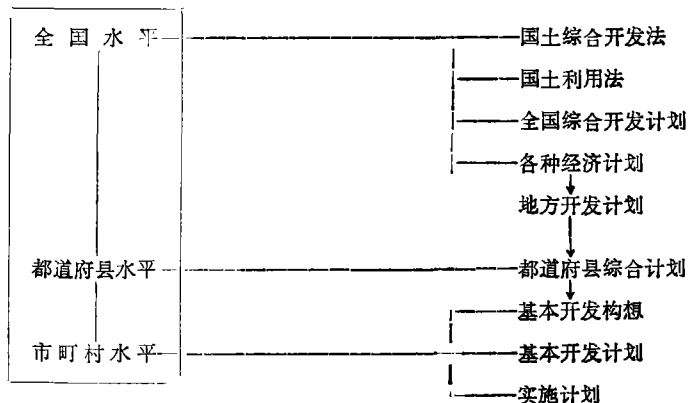 全国水平
国土综合开发法
国土利用法
全国综合开发计划
各种经济计划
地方开发计划
都道府县水平
都道府县综合计划
基本开发构想
市町村水平
基本开发计划
实施计划